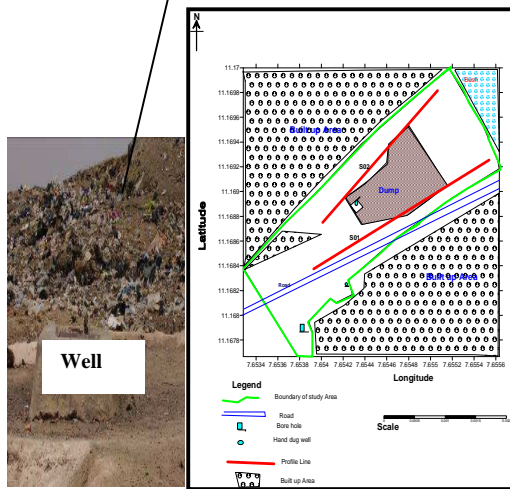 N
11.17
11.1698
11.1696
11.1694
11.1692
11.169
11.1688
11.1686
11.1684
11.1682
11.168
11.1678
Latitude
Built up Area
Bush
S02
Dump
S01
Road
Built up Area
7.6534 7.6536 7.6538 7.654 7.6542 7.6544 7.6546 7.6548 7.655 7.6552 7.6554 7.6556
Longitude
Well
Legend
Boundary of study Area
Road
Bore hole
Hand dug well
Profile Line
Built up Area
Scale